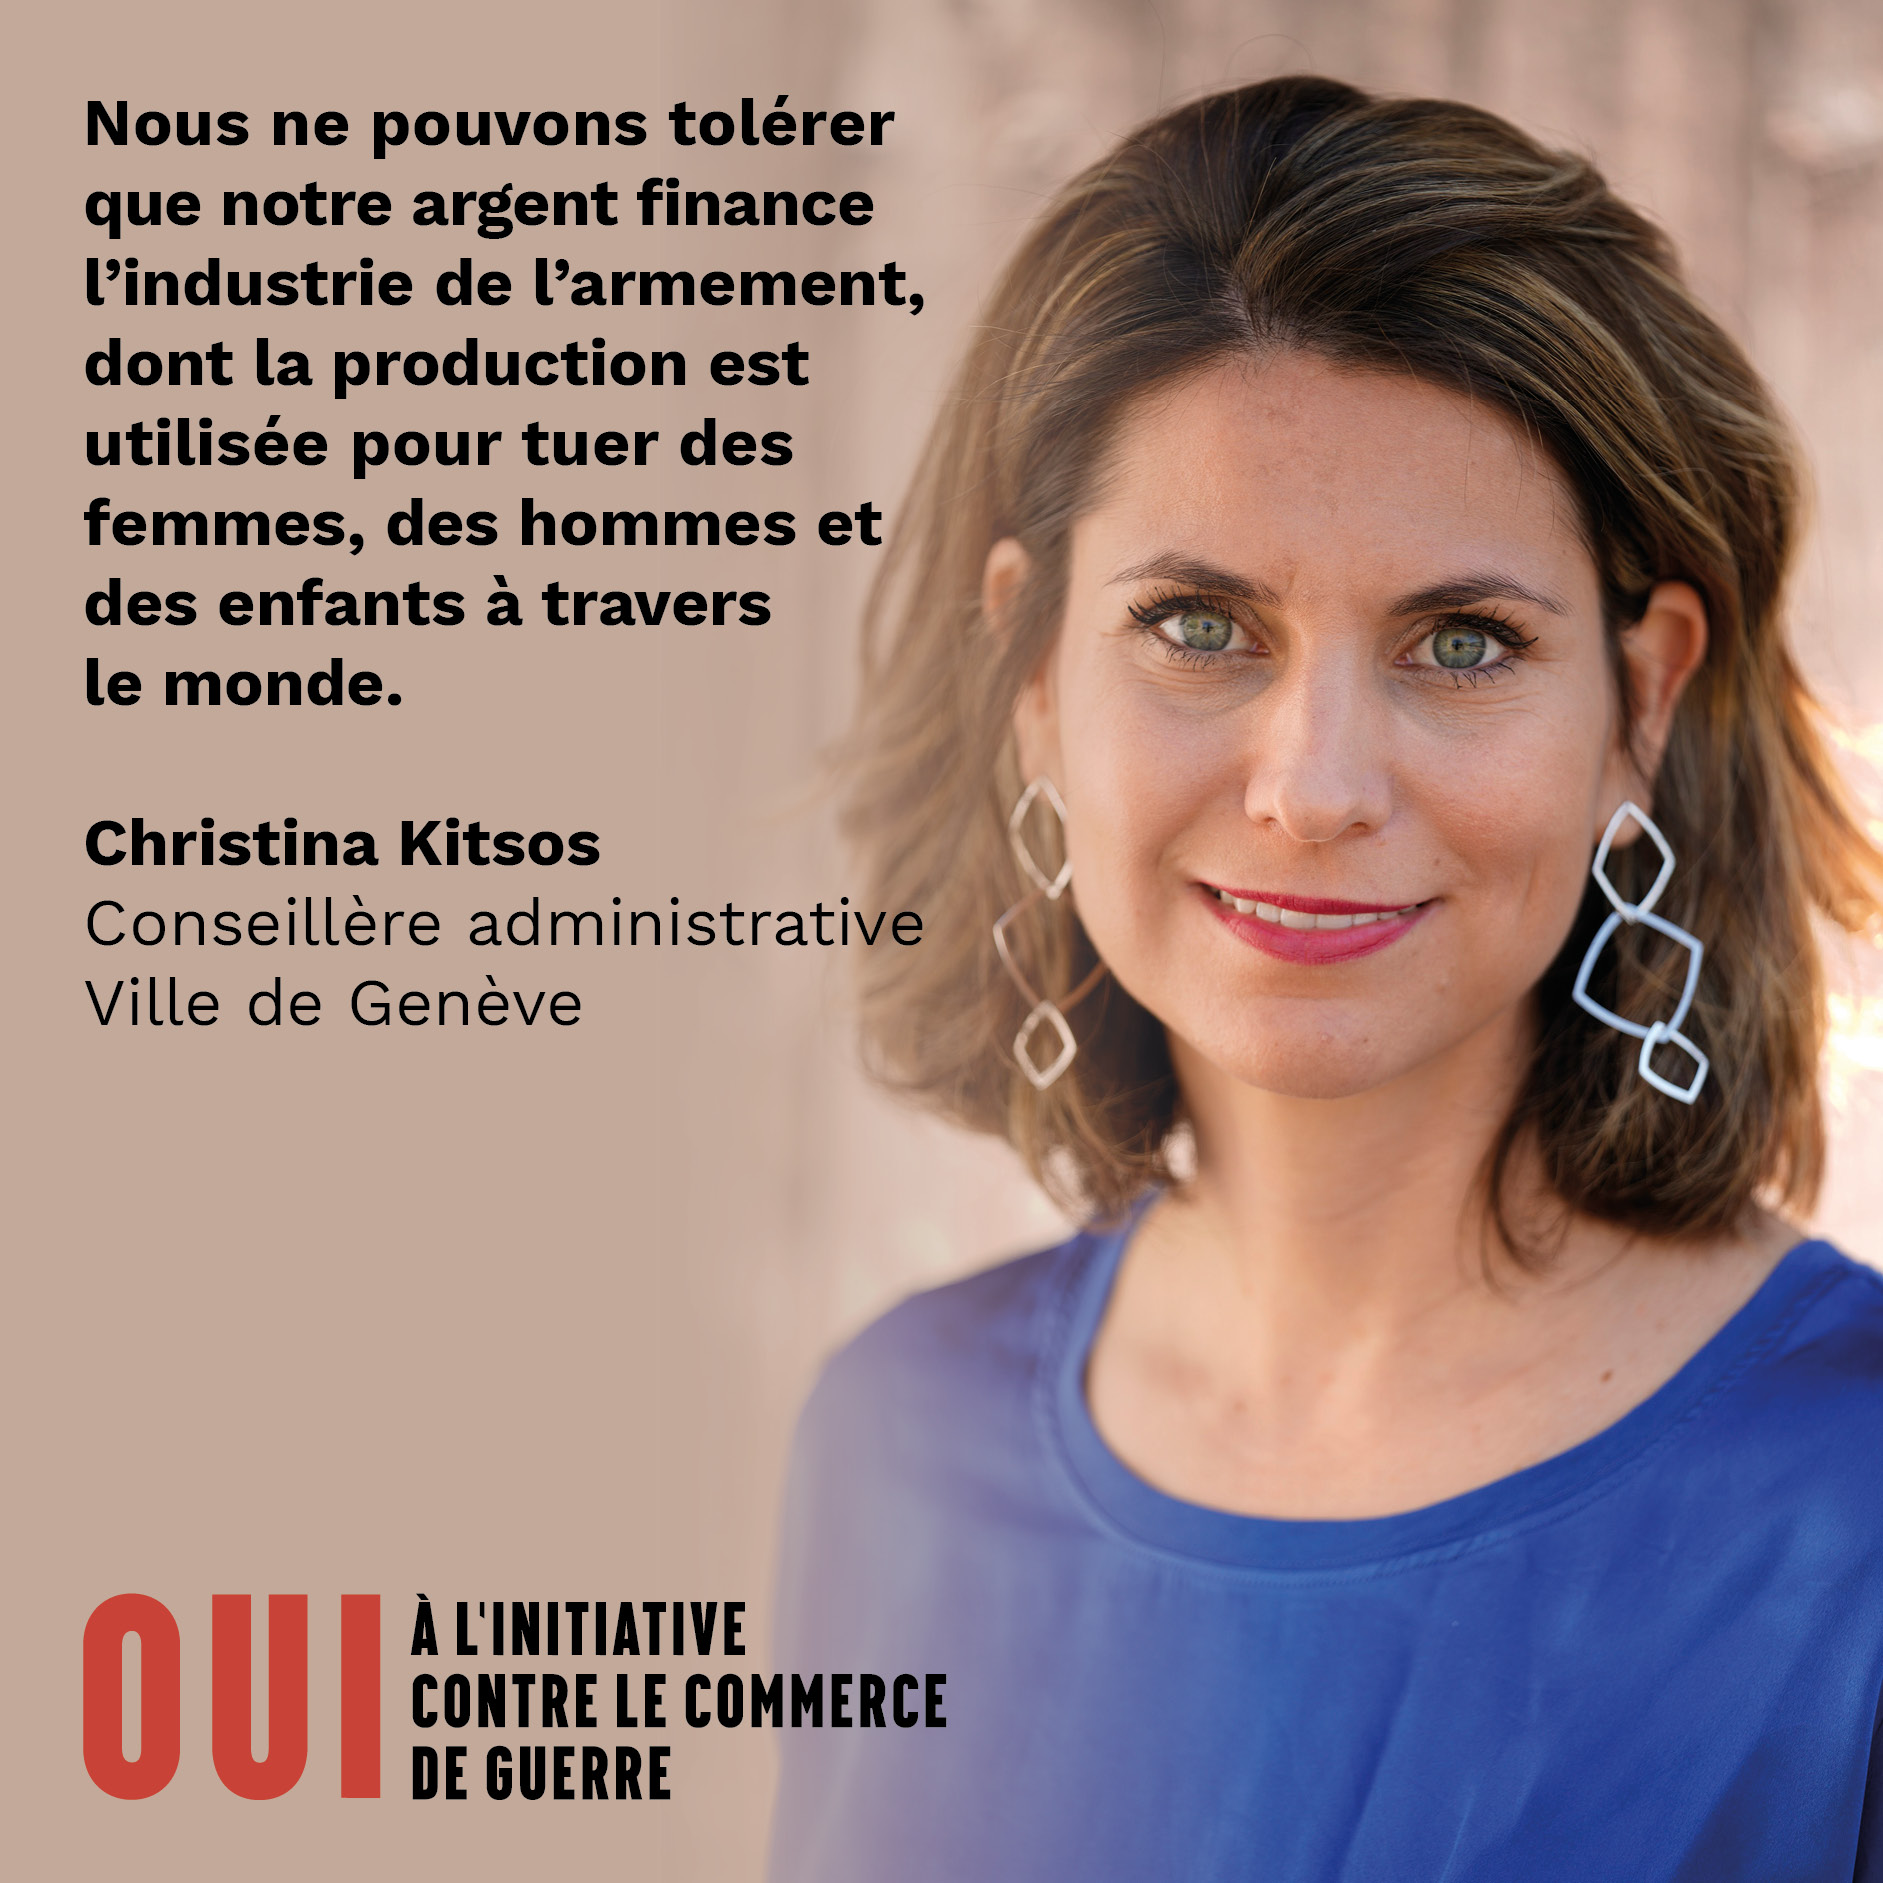 Nous ne pouvons tolérer
que notre argent finance
l’industrie de l’armement,
dont la production est
utilisée pour tuer des
femmes, des hommes et
des enfants à travers
le monde.
Christina Kitsos
Conseillère administrative
Ville de Genève
OUI
À L'INITIATIVE
CONTRE LE COMMERCE
DE GUERRE